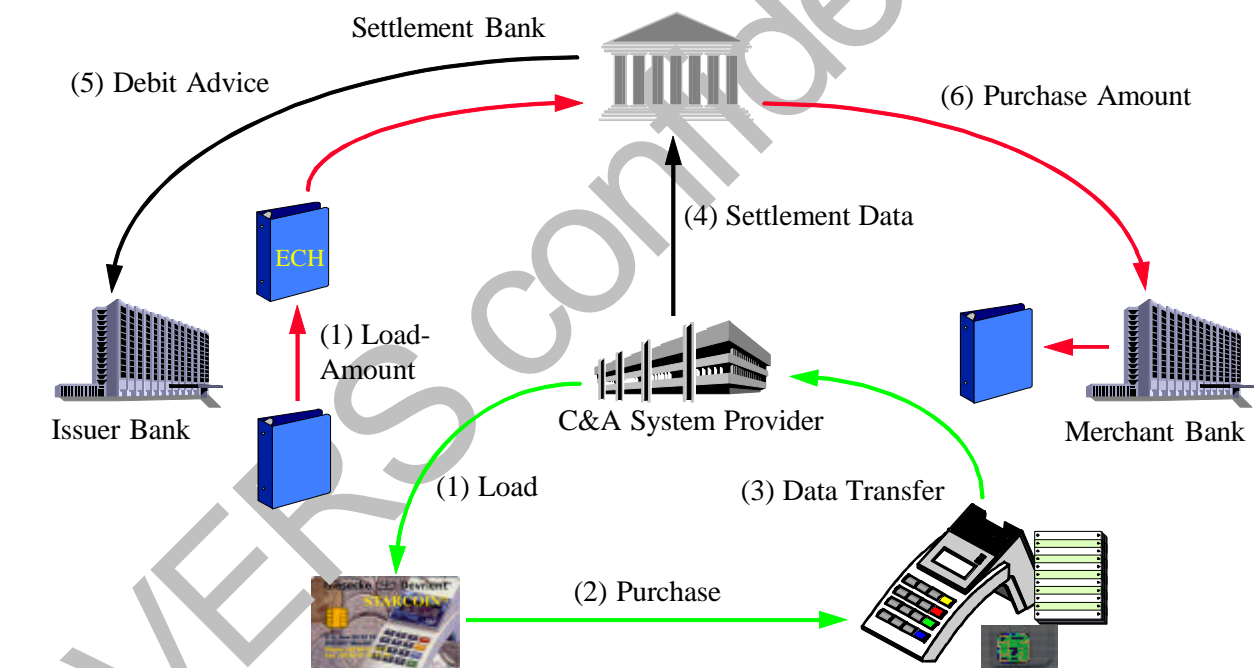 Settlement Bank
(5) Debit Advice
(6) Purchase Amount
(4) Settlement Data
ECH
(1) Load-
Amount
Issuer Bank
C&A System Provider
Merchant Bank
(1) Load
(3) Data Transfer
(2) Purchase
Devrient
STARCOIN